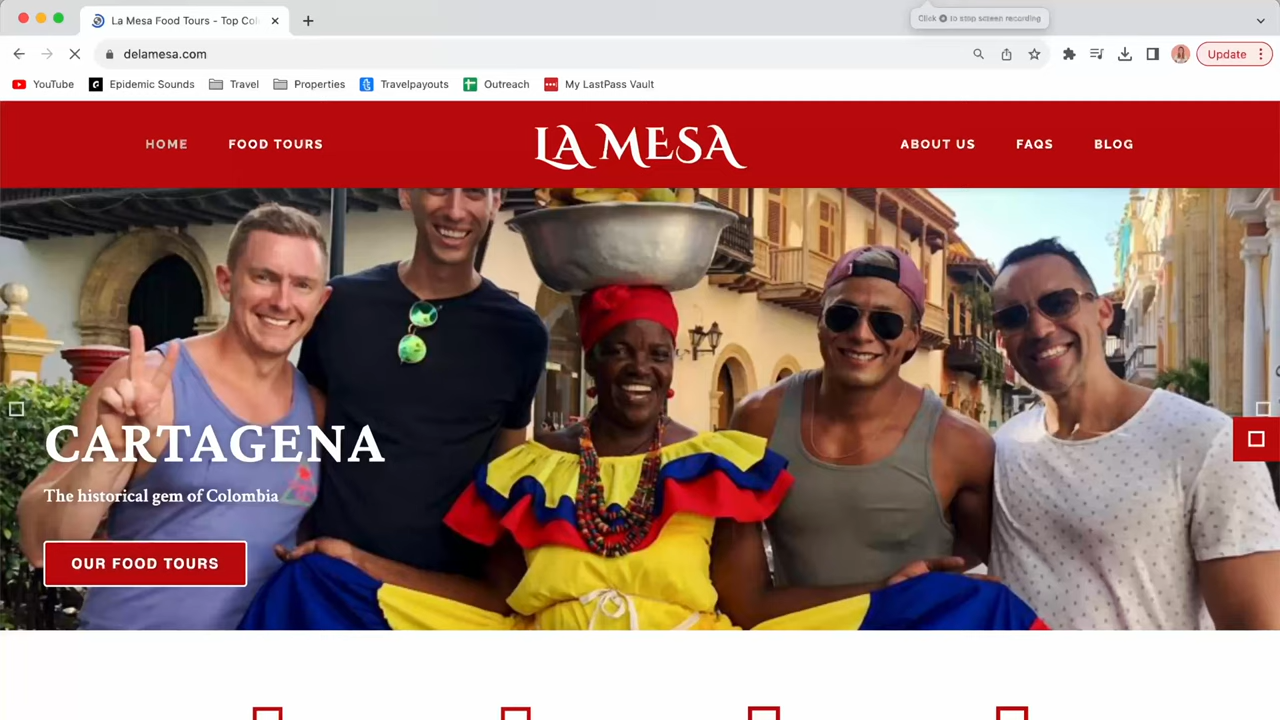 La Mesa Food Tours - Top Col
Click to stop screen recording
delamesa.com
Update
YouTube
Epidemic Sounds
Travel
Properties
Travelpayouts
Outreach
My LastPass Vault
HOME
FOOD TOURS
LA MESA
ABOUT US
FAQS
BLOG
CARTAGENA
The historical gem of Colombia
OUR FOOD TOURS